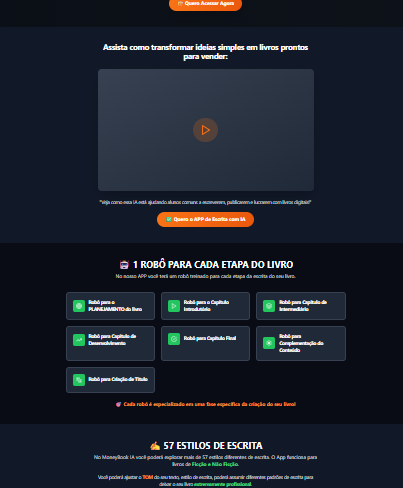 Quero Acessar Agora
Assista como transformar ideias simples em livros prontos
para vender:
"Veja como essa IA está ajudando alunos comuns a escreverem, publicarem e lucrarem com livros digitais!"
Quero o APP de Escrita com IA
1 ROBÔ PARA CADA ETAPA DO LIVRO
No nosso APP você terá um robô treinado para cada etapa da escrita do seu livro.
Robô para o
PLANEJAMENTO do livro
Robô para o Capítulo
Introdutório
Robô para Capítulo de
Intermediário
Robô para Capítulo de
Desenvolvimento
Robô para Capítulo Final
Robô para
Complementação do
Conteúdo
Robô para Criação de Título
Cada robô é especializado em uma fase específica da criação do seu livro!
57 ESTILOS DE ESCRITA
No MoneyBook IA você poderá explorar mais de 57 estilos diferentes de escrita. O App funciona para
livros de Ficção e Não Ficção.
Você poderá ajustar o TOM do seu texto, estilo de escrita, poderá assumir diferentes padrões de escrita para
deixar o seu livro extremamente profissional.